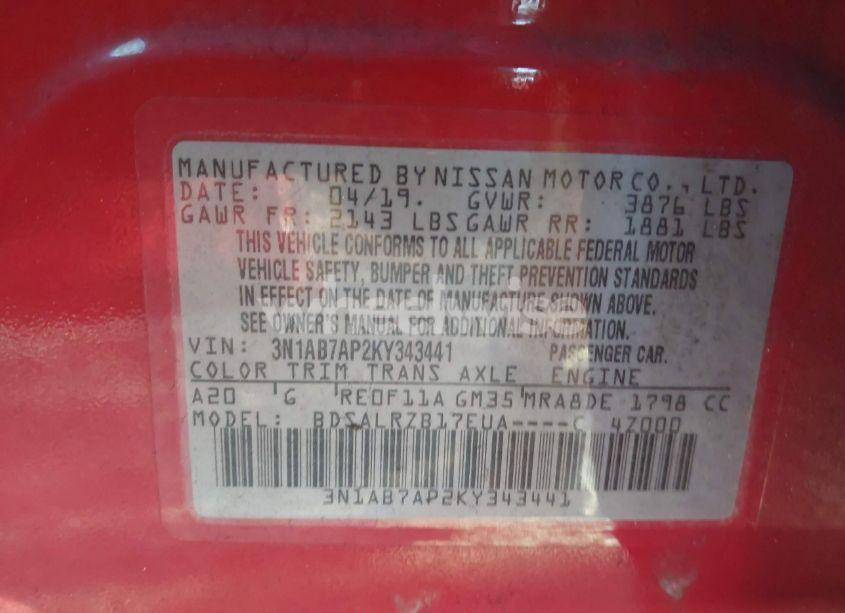 MANUFACTURED BY NISSAN MOTOR CO., LTD.
DATE: 04/19. GVWR: 3876 LBS
GAWR FR: 2143 LBS GAWR RR: 1881 LBS
THIS VEHICLE CONFORMS TO ALL APPLICABLE FEDERAL MOTOR
VEHICLE SAFETY, BUMPER AND THEFT PREVENTION STANDARDS
IN EFFECT ON THE DATE OF MANUFACTURE SHOWN ABOVE.
SEE OWNER'S MANUAL FOR ADDITIONAL INFORMATION.
VIN: 3N1AB7AP2KY343441 PASSENGER CAR.
COLOR TRIM TRANS AXLE ENGINE
A20 G RE0F11A GM35 MRA8DE 1798 CC
MODEL: BDSALRZB17EUA----C 4Z000
3N1AB7AP2KY343441